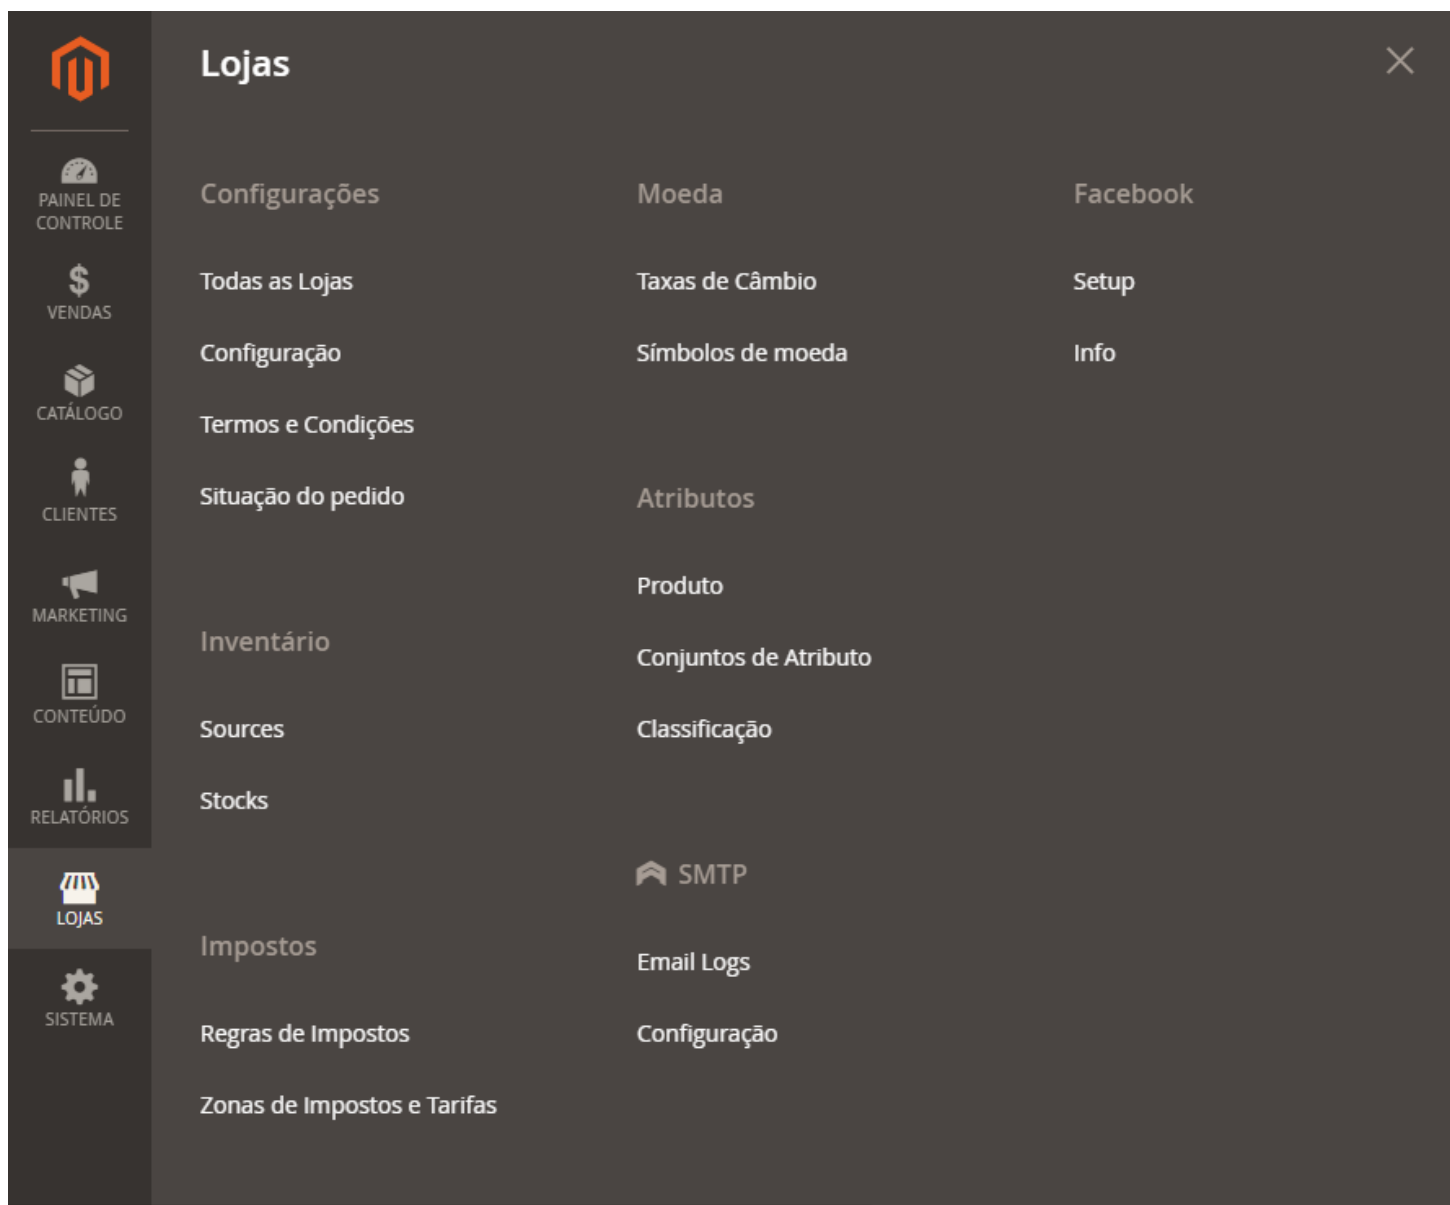 Lojas
PAINEL DE
CONTROLE
VENDAS
CATÁLOGO
CLIENTES
MARKETING
CONTEÚDO
RELATÓRIOS
LOJAS
SISTEMA
Configurações
Todas as Lojas
Configuração
Termos e Condições
Situação do pedido
Inventário
Sources
Stocks
Impostos
Regras de Impostos
Zonas de Impostos e Tarifas
Moeda
Taxas de Câmbio
Símbolos de moeda
Atributos
Produto
Conjuntos de Atributo
Classificação
SMTP
Email Logs
Configuração
Facebook
Setup
Info